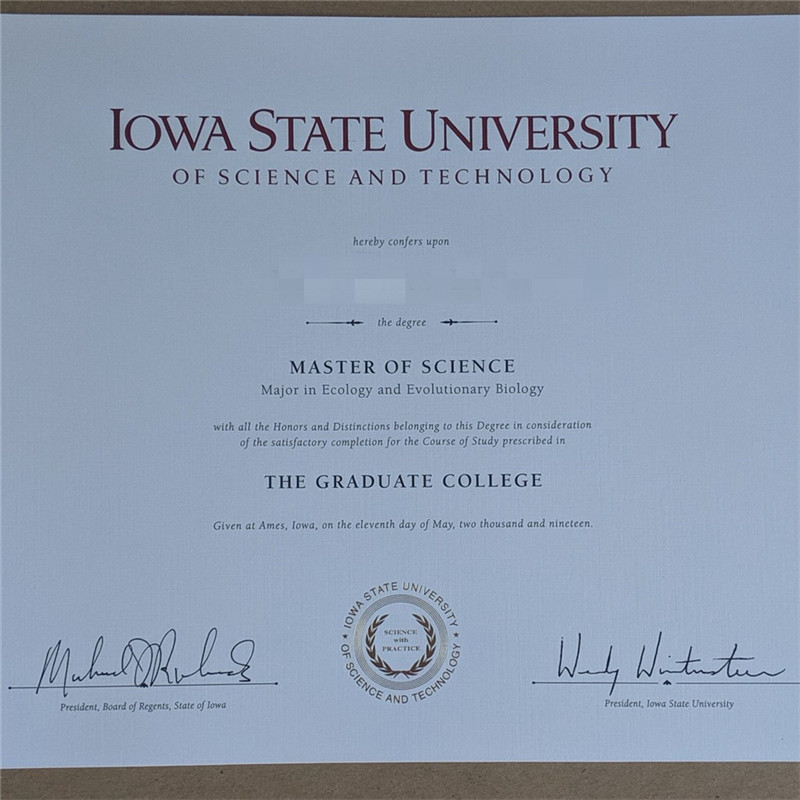 IOWA STATE UNIVERSITY
OF SCIENCE AND TECHNOLOGY
hereby confers upon
the degree
MASTER OF SCIENCE
Major in Ecology and Evolutionary Biology
with all the Honors and Distinctions belonging to this Degree in consideration
of the satisfactory completion for the Course of Study prescribed in
THE GRADUATE COLLEGE
Given at Ames, Iowa, on the eleventh day of May, two thousand and nineteen.
IOWA STATE UNIVERSITY
SCIENCE
with
PRACTICE
OF SCIENCE AND TECHNOLOGY
President, Board of Regents, State of Iowa
Wendy Wintersteen
President, Iowa State University